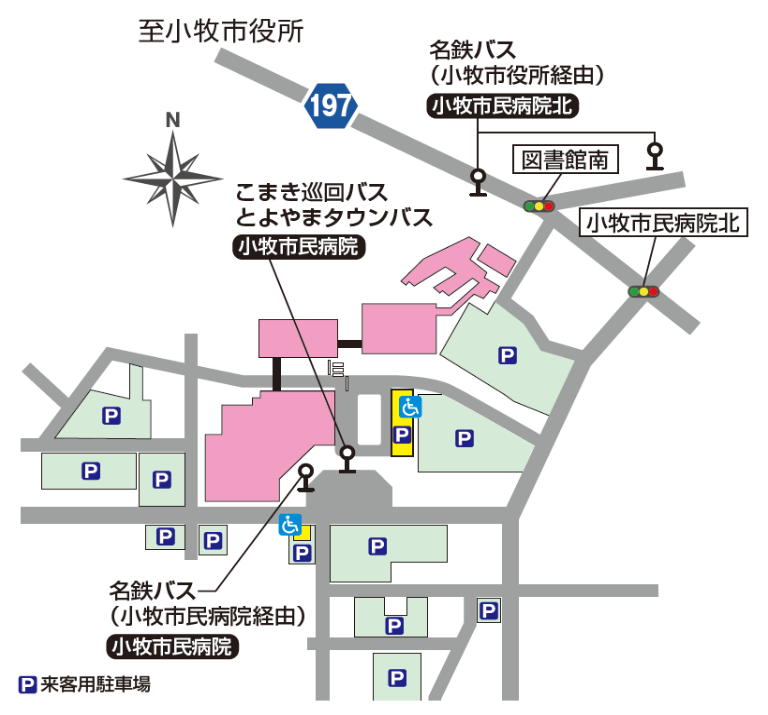 至小牧市役所
名鉄バス
（小牧市役所経由）
小牧市民病院北
197
N
図書館南
こまき巡回バス
とよやまタウンバス
小牧市民病院
小牧市民病院北
P
P
P
P
P
P
P
P
P
P
P
P
P
P
名鉄バス
（小牧市民病院経由）
小牧市民病院
P 来客用駐車場